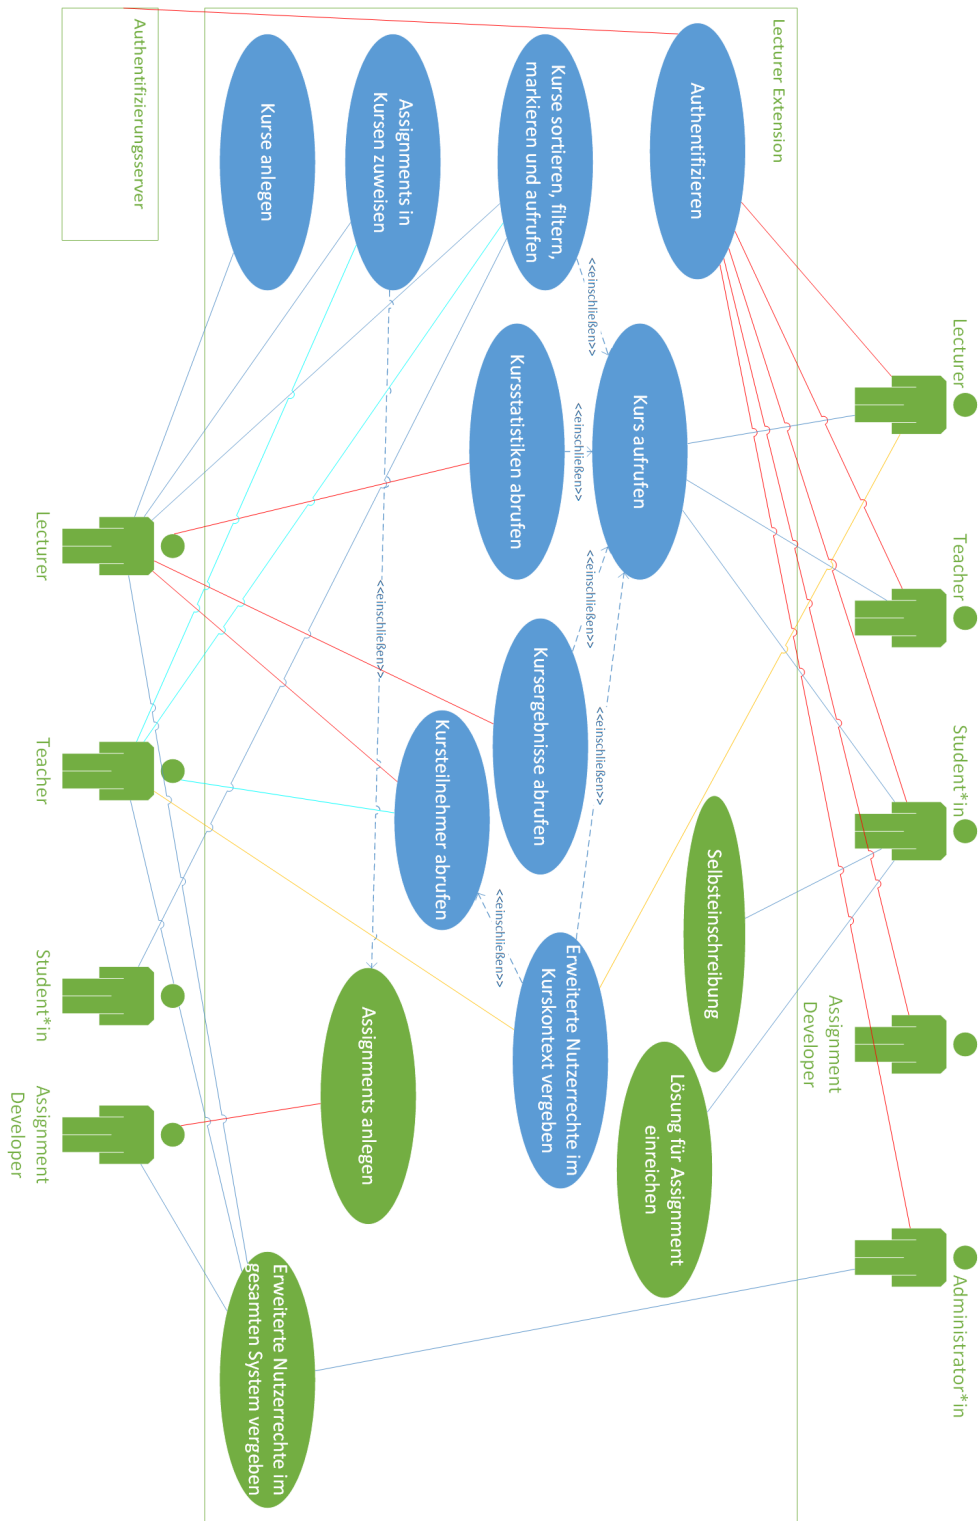 Lecturer
Teacher
Student*in
Assignment
Developer
Administrator*in
Lecturer Extension
Authentifizieren
Kurs aufrufen
Selbsteinschreibung
Lösung für Assignment
einreichen
<<einschließen>>
<<einschließen>>
<<einschließen>>
<<einschließen>>
Kurse sortieren, filtern,
markieren und aufrufen
Kursstatistiken abrufen
Kursergebnisse abrufen
Erweiterte Nutzerrechte im
Kurskontext vergeben
<<einschließen>>
Assignments in
Kursen zuweisen
<<einschließen>>
Kursteilnehmer abrufen
Assignments anlegen
Kurse anlegen
Erweiterte Nutzerrechte im
gesamten System vergeben
Authentifizierungsserver
Lecturer
Teacher
Student*in
Assignment
Developer